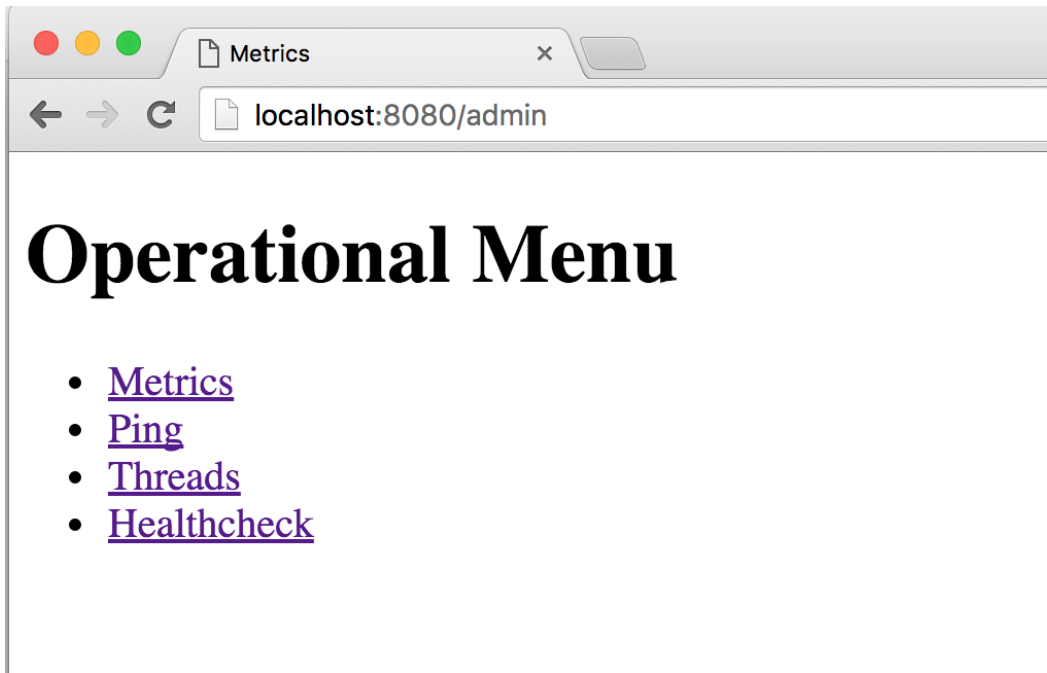 Metrics
localhost:8080/admin
Operational Menu
Metrics
Ping
Threads
Healthcheck